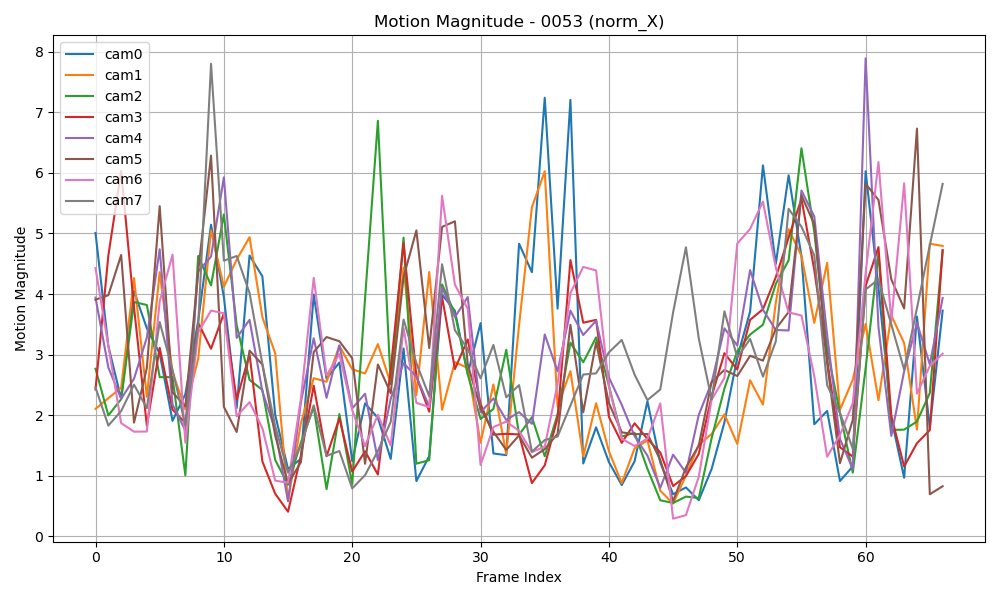 Motion Magnitude - 0053 (norm_X)
Motion Magnitude
8
7
6
5
4
3
2
1
0
cam0
cam1
cam2
cam3
cam4
cam5
cam6
cam7
0 10 20 30 40 50 60
Frame Index